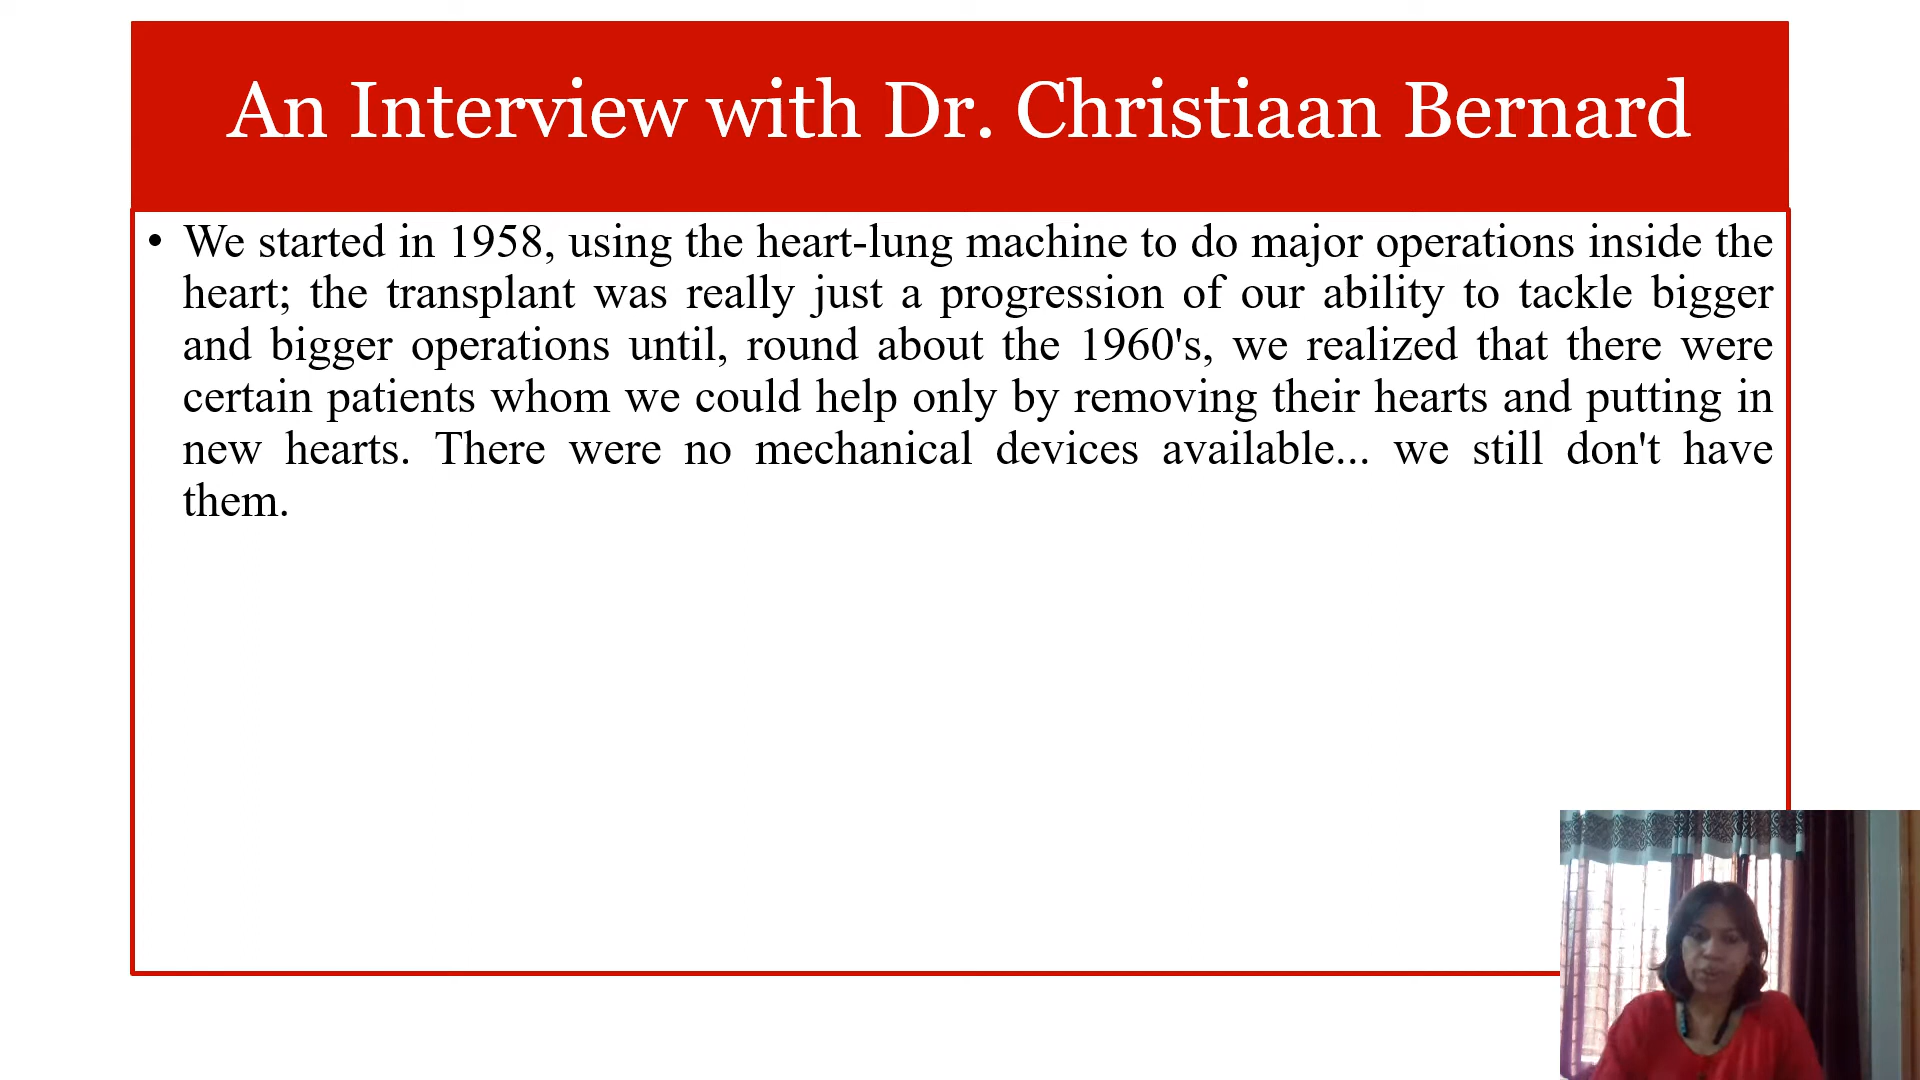 An Interview with Dr. Christiaan Bernard
• We started in 1958, using the heart-lung machine to do major operations inside the
heart; the transplant was really just a progression of our ability to tackle bigger
and bigger operations until, round about the 1960's, we realized that there were
certain patients whom we could help only by removing their hearts and putting in
new hearts. There were no mechanical devices available... we still don't have
them.